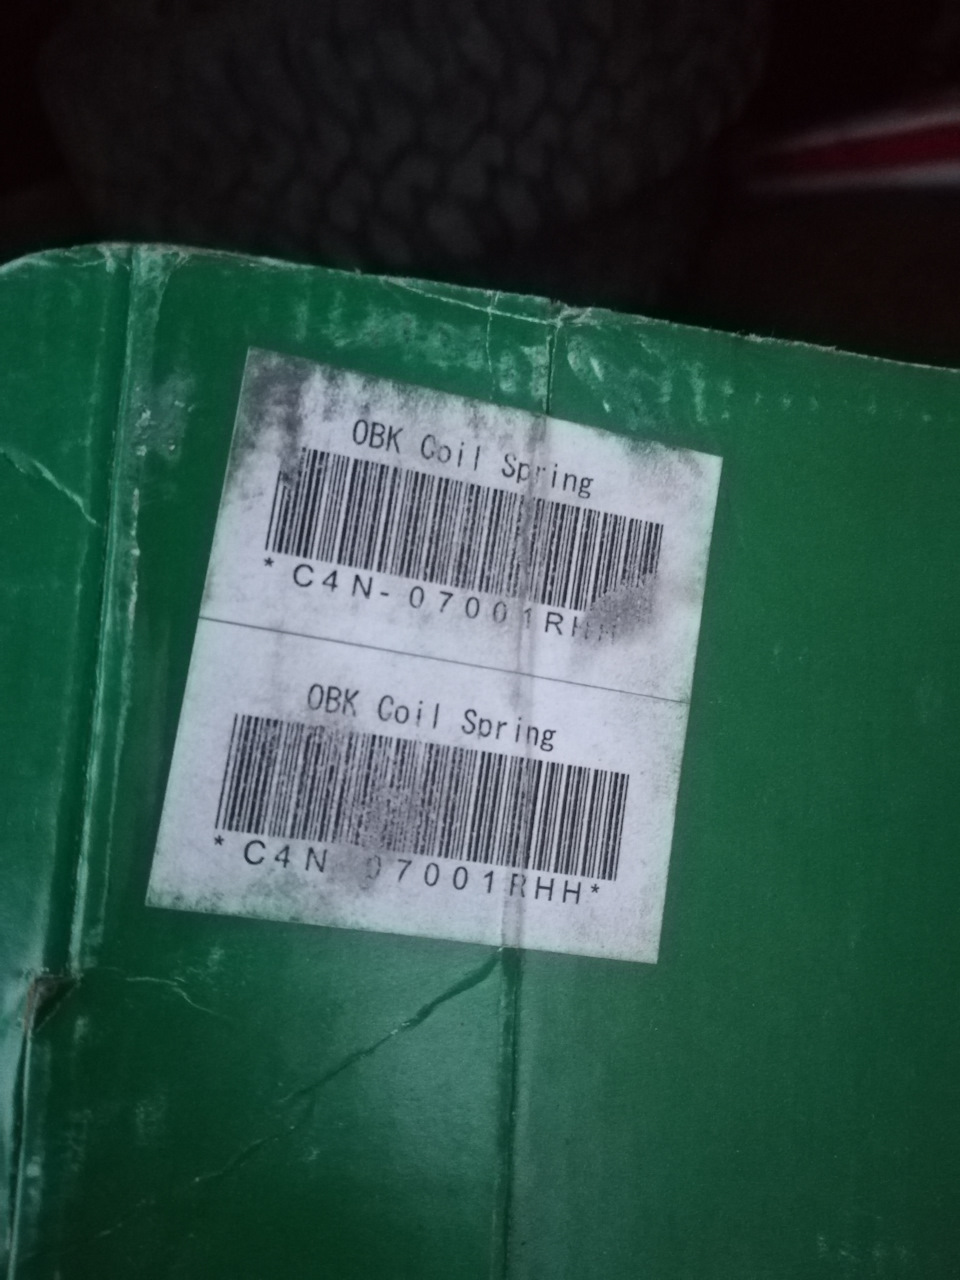 OBK Coil Spring
*C4N-07001RHH
OBK Coil Spring
*C4N 07001RHH*